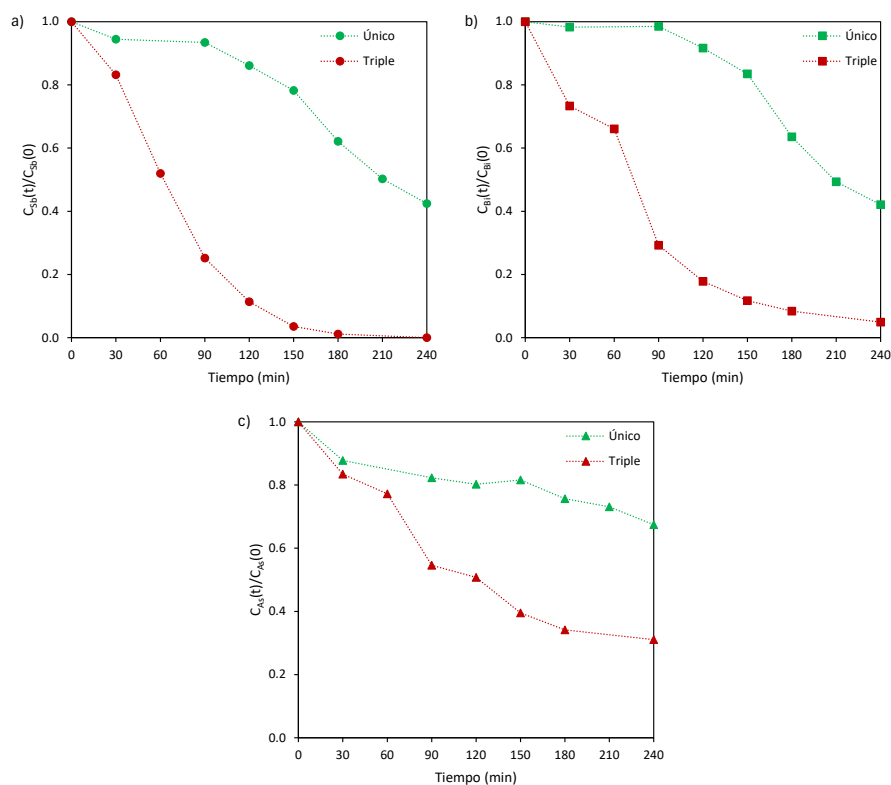 a)
1.0
0.8
0.6
0.4
0.2
0.0
C_Sb(t)/C_Sb(0)
Único
Triple
0 30 60 90 120 150 180 210 240
Tiempo (min)
b)
1.0
0.8
0.6
0.4
0.2
0.0
C_Bi(t)/C_Bi(0)
Único
Triple
0 30 60 90 120 150 180 210 240
Tiempo (min)
c)
1.0
0.8
0.6
0.4
0.2
0.0
C_As(t)/C_As(0)
Único
Triple
0 30 60 90 120 150 180 210 240
Tiempo (min)